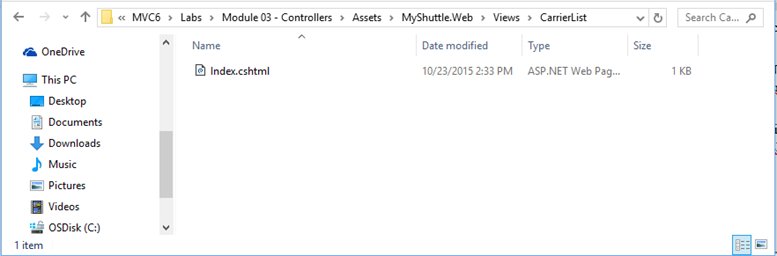 « MVC6 › Labs › Module 03 - Controllers › Assets › MyShuttle.Web › Views › CarrierList
Search Ca...
Name Date modified Type Size
OneDrive
Index.cshtml 10/23/2015 2:33 PM ASP.NET Web Pag... 1 KB
This PC
Desktop
Documents
Downloads
Music
Pictures
Videos
OSDisk (C:)
1 item